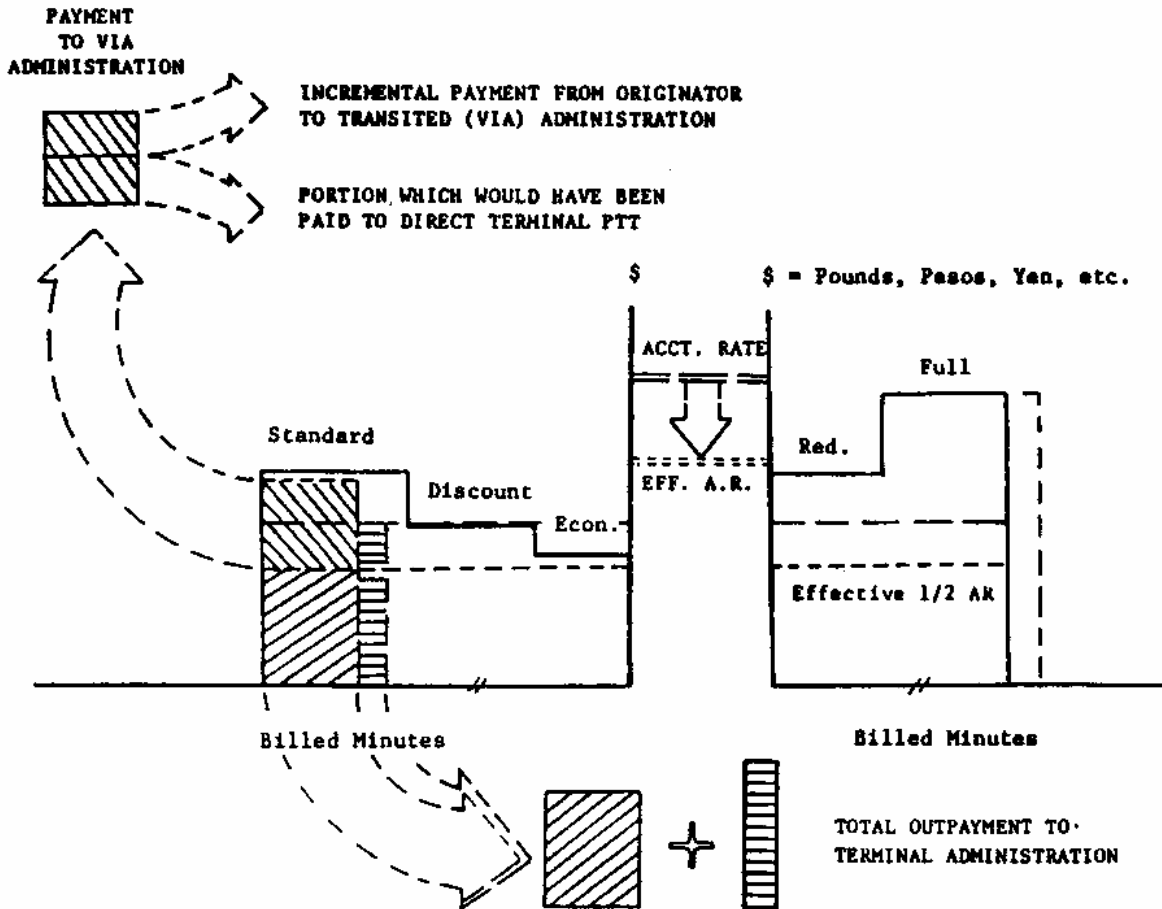 PAYMENT
TO VIA
ADMINISTRATION
INCREMENTAL PAYMENT FROM ORIGINATOR
TO TRANSITED (VIA) ADMINISTRATION
PORTION WHICH WOULD HAVE BEEN
PAID TO DIRECT TERMINAL PTT
$
$ = Pounds, Pesos, Yen, etc.
ACCT. RATE
Full
Standard
Red.
EFF. A.R.
Discount
Econ.
Effective 1/2 AR
Billed Minutes
Billed Minutes
TOTAL OUTPAYMENT TO
TERMINAL ADMINISTRATION